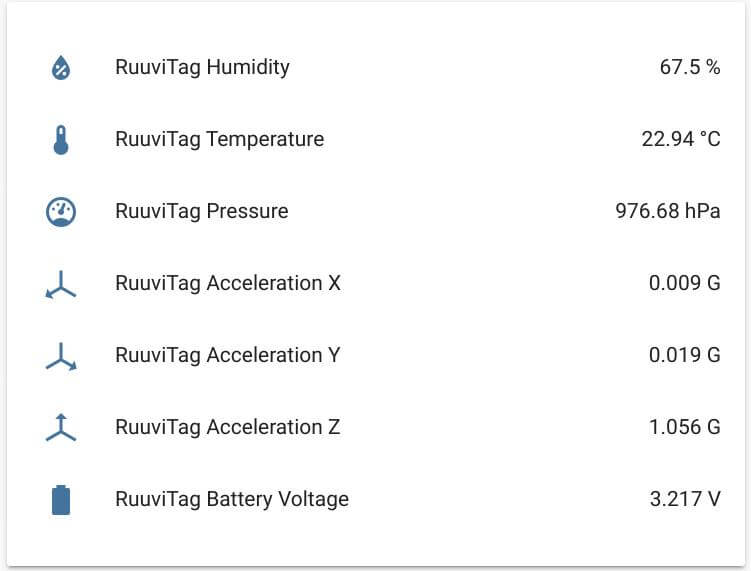 RuuviTag Humidity 67.5 %
RuuviTag Temperature 22.94 °C
RuuviTag Pressure 976.68 hPa
RuuviTag Acceleration X 0.009 G
RuuviTag Acceleration Y 0.019 G
RuuviTag Acceleration Z 1.056 G
RuuviTag Battery Voltage 3.217 V